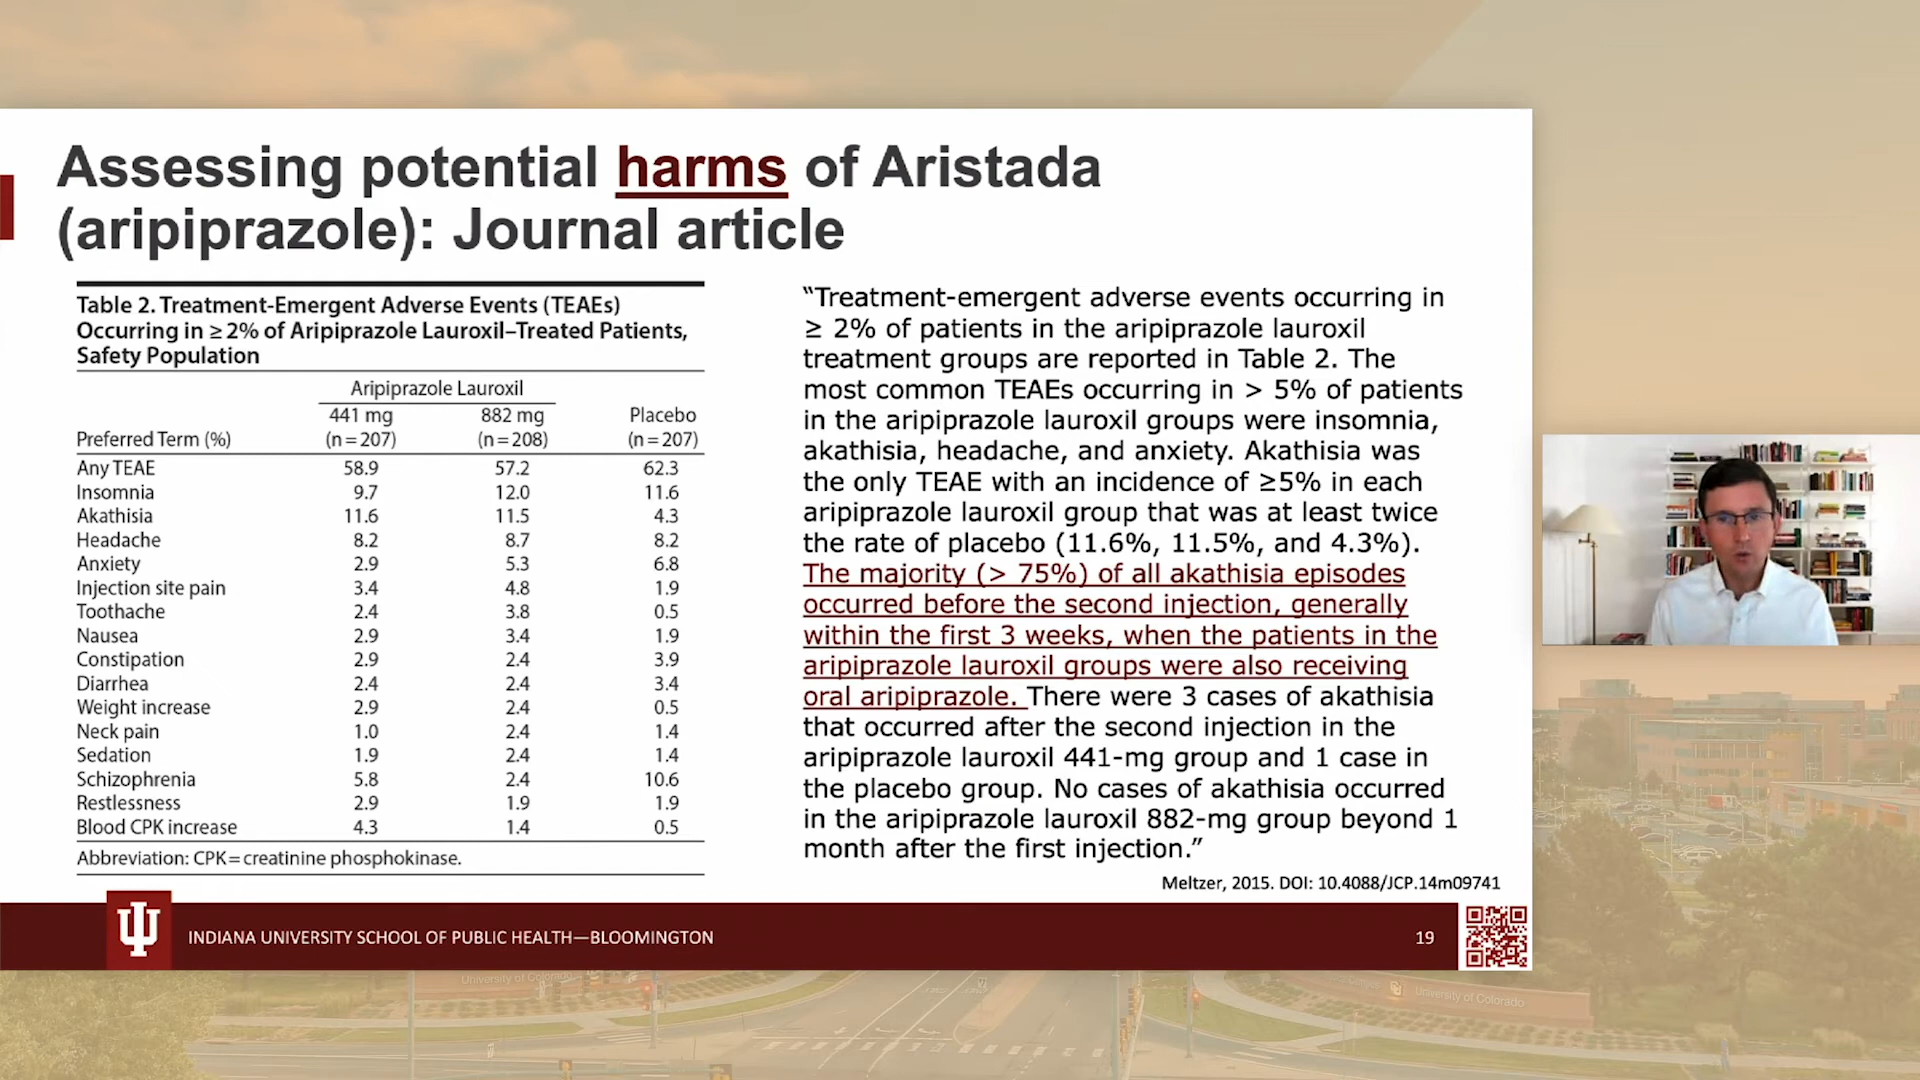 Assessing potential harms of Aristada
(aripiprazole): Journal article
Table 2. Treatment-Emergent Adverse Events (TEAEs)
Occurring in ≥ 2% of Aripiprazole Lauroxil–Treated Patients,
Safety Population
Aripiprazole Lauroxil
441 mg 882 mg Placebo
Preferred Term (%) (n = 207) (n = 208) (n = 207)
Any TEAE 58.9 57.2 62.3
Insomnia 9.7 12.0 11.6
Akathisia 11.6 11.5 4.3
Headache 8.2 8.7 8.2
Anxiety 2.9 5.3 6.8
Injection site pain 3.4 4.8 1.9
Toothache 2.4 3.8 0.5
Nausea 2.9 3.4 1.9
Constipation 2.9 2.4 3.9
Diarrhea 2.4 2.4 3.4
Weight increase 2.9 2.4 0.5
Neck pain 1.0 2.4 1.4
Sedation 1.9 2.4 1.4
Schizophrenia 5.8 2.4 10.6
Restlessness 2.9 1.9 1.9
Blood CPK increase 4.3 1.4 0.5
Abbreviation: CPK = creatinine phosphokinase.
“Treatment-emergent adverse events occurring in
≥ 2% of patients in the aripiprazole lauroxil
treatment groups are reported in Table 2. The
most common TEAEs occurring in > 5% of patients
in the aripiprazole lauroxil groups were insomnia,
akathisia, headache, and anxiety. Akathisia was
the only TEAE with an incidence of ≥5% in each
aripiprazole lauroxil group that was at least twice
the rate of placebo (11.6%, 11.5%, and 4.3%).
The majority (> 75%) of all akathisia episodes
occurred before the second injection, generally
within the first 3 weeks, when the patients in the
aripiprazole lauroxil groups were also receiving
oral aripiprazole. There were 3 cases of akathisia
that occurred after the second injection in the
aripiprazole lauroxil 441-mg group and 1 case in
the placebo group. No cases of akathisia occurred
in the aripiprazole lauroxil 882-mg group beyond 1
month after the first injection.”
Meltzer, 2015. DOI: 10.4088/JCP.14m09741
INDIANA UNIVERSITY SCHOOL OF PUBLIC HEALTH—BLOOMINGTON
19
University of Colorado
University of Colorado